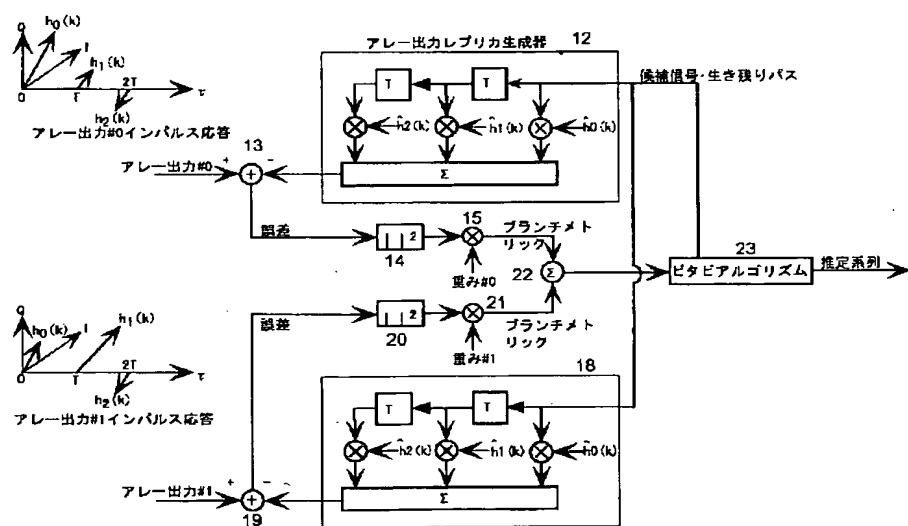 Q
h₀(k)
I
h₁(k)
0
T
2T
τ
h₂(k)
アレー出力#0インパルス応答
アレー出力レプリカ生成器
12
T
T
ĥ2(k)
ĥ1(k)
ĥ0(k)
Σ
候補信号・生き残りパス
アレー出力#0
+
13
-
+
誤差
2
14
15
重み#0
ブランチメト
リック
22
Σ
23
ビタビアルゴリズム
推定系列
誤差
2
20
21
重み#1
ブランチメト
リック
Q
h₀(k)
I
h₁(k)
0
T
2T
τ
h₂(k)
アレー出力#1インパルス応答
18
T
T
ĥ2(k)
ĥ1(k)
ĥ0(k)
Σ
アレー出力#1
+
-
+
19